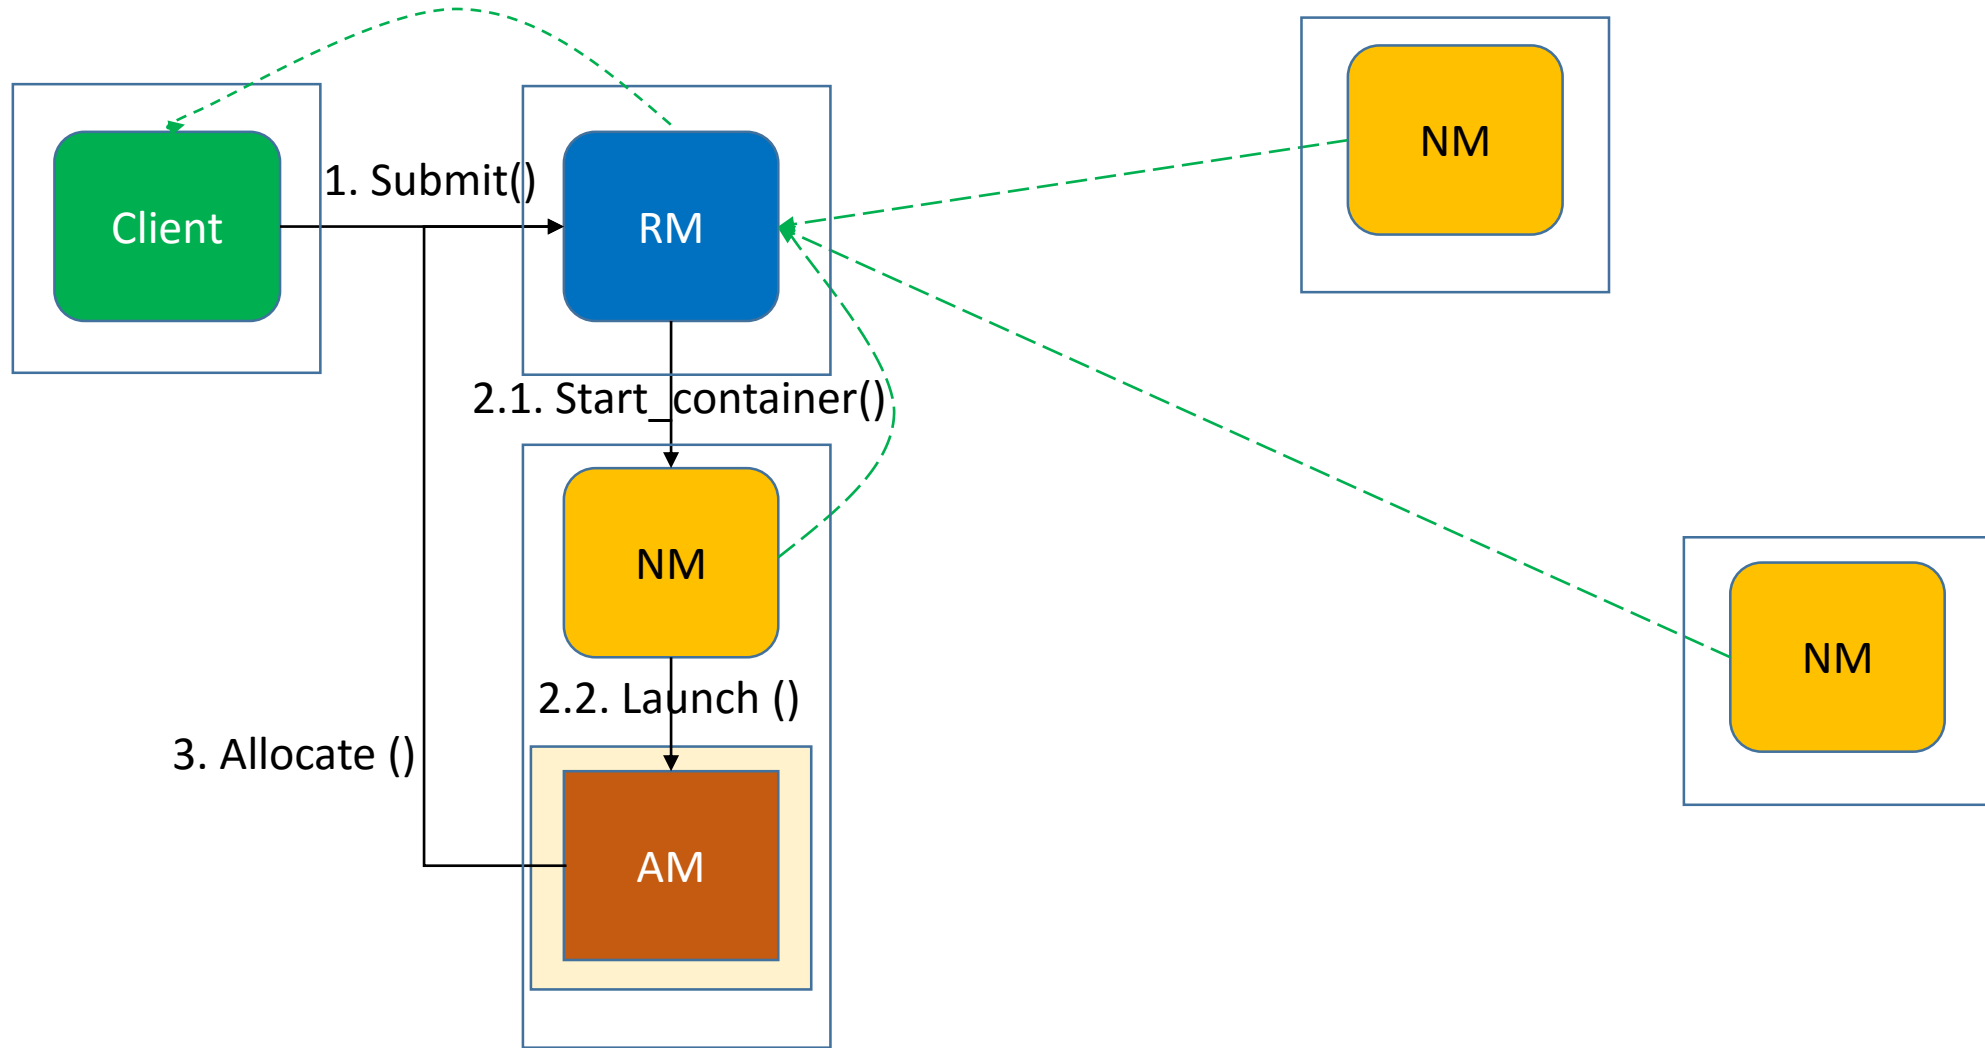 NM
1. Submit()
Client
RM
2.1. Start_container()
NM
NM
2.2. Launch ()
3. Allocate ()
AM